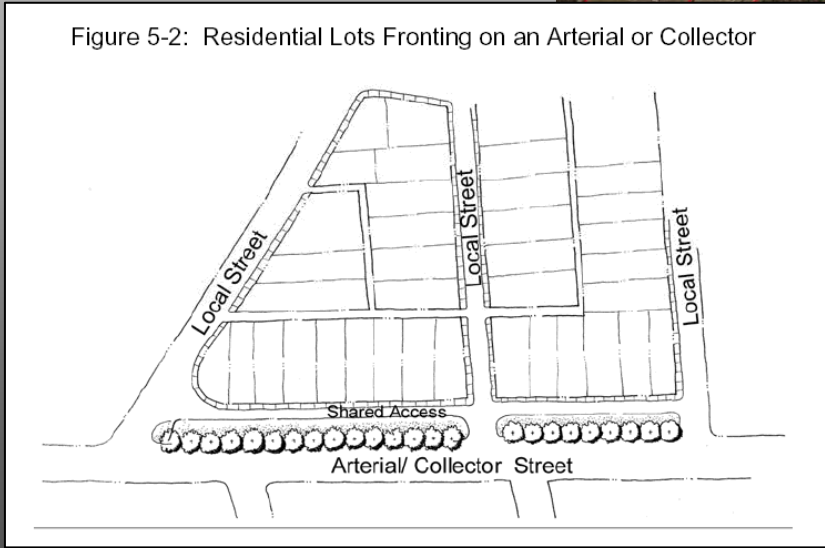 Figure 5-2:  Residential Lots Fronting on an Arterial or Collector
Local Street
Local Street
Local Street
Shared Access
Arterial/ Collector  Street